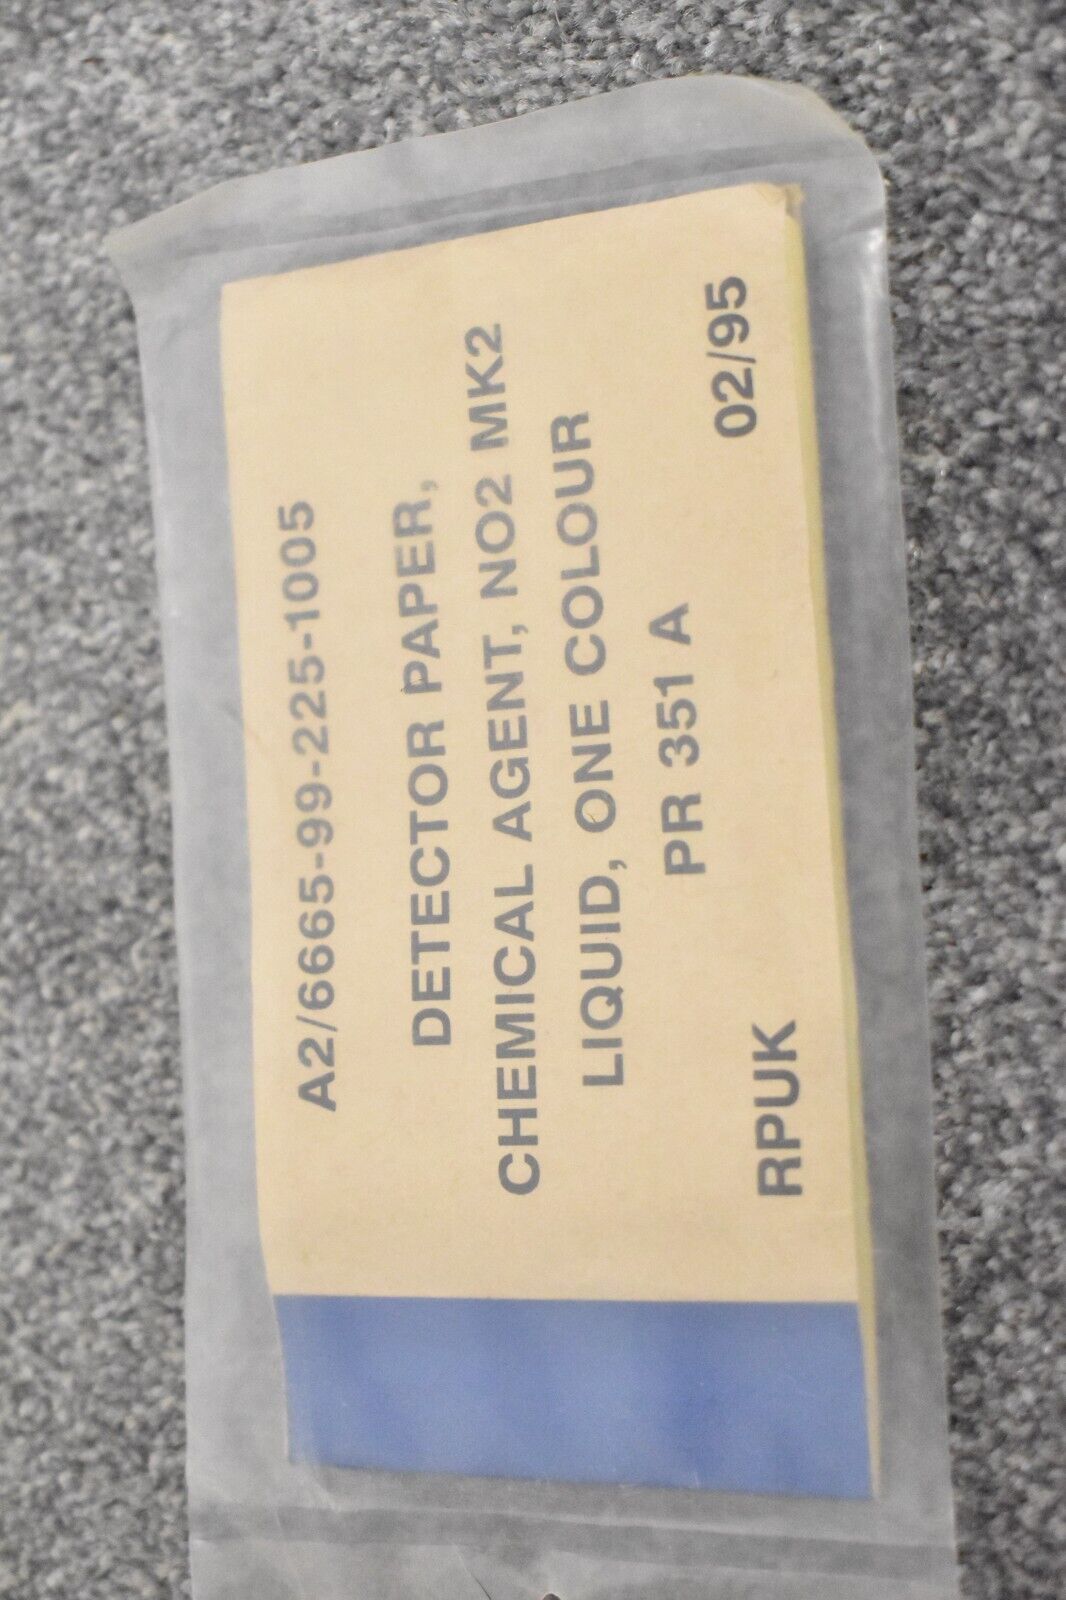 A2/6665-99-225-1005
DETECTOR PAPER,
CHEMICAL AGENT, NO2 MK2
LIQUID, ONE COLOUR
PR 351 A
RPUK 02/95